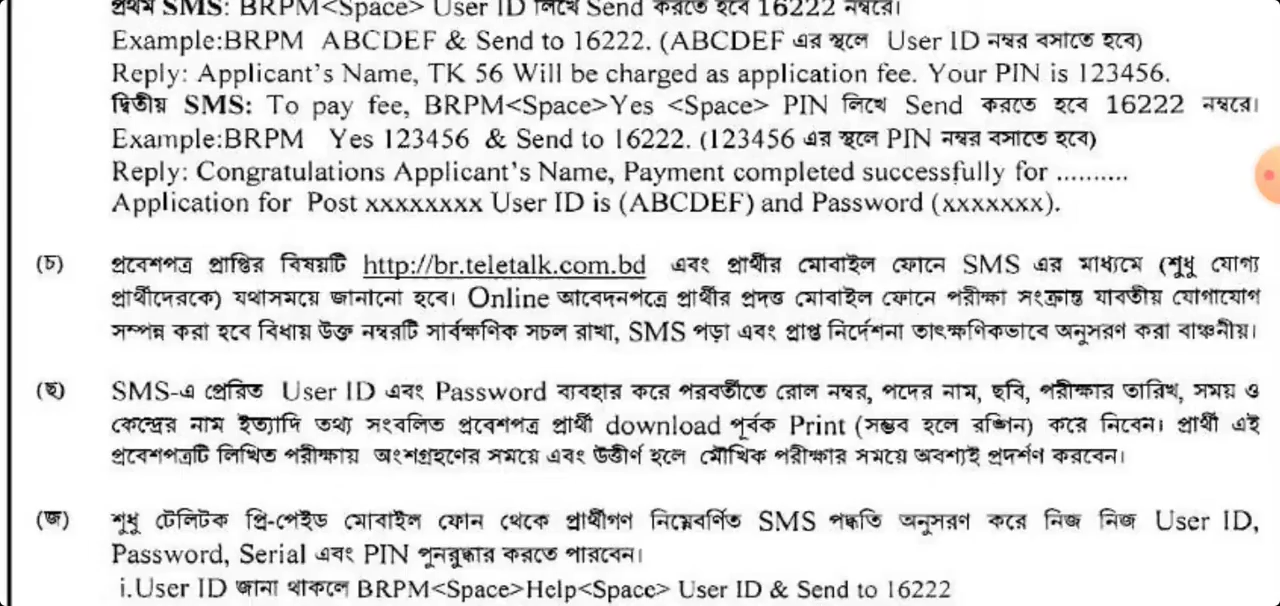 প্রথম SMS: BRPM<Space> User ID লিখে Send করতে হবে 16222 নম্বরে।
Example:BRPM ABCDEF & Send to 16222. (ABCDEF এর স্থলে User ID নম্বর বসাতে হবে)
Reply: Applicant's Name, TK 56 Will be charged as application fee. Your PIN is 123456.
দ্বিতীয় SMS: To pay fee, BRPM<Space>Yes <Space> PIN লিখে Send করতে হবে 16222 নম্বরে।
Example:BRPM Yes 123456 & Send to 16222. (123456 এর স্থলে PIN নম্বর বসাতে হবে)
Reply: Congratulations Applicant's Name, Payment completed successfully for ..........
Application for Post xxxxxxxx User ID is (ABCDEF) and Password (xxxxxxx).
(চ) প্রবেশপত্র প্রাপ্তির বিষয়টি http://br.teletalk.com.bd এবং প্রার্থীর মোবাইল ফোনে SMS এর মাধ্যমে (শুধু যোগ্য
প্রার্থীদেরকে) যথাসময়ে জানানো হবে। Online আবেদনপত্রে প্রার্থীর প্রদত্ত মোবাইল ফোনে পরীক্ষা সংক্রান্ত যাবতীয় যোগাযোগ
সম্পন্ন করা হবে বিধায় উক্ত নম্বরটি সার্বক্ষণিক সচল রাখা, SMS পড়া এবং প্রাপ্ত নির্দেশনা তাৎক্ষণিকভাবে অনুসরণ করা বাঞ্চনীয়।
(ছ) SMS-এ প্রেরিত User ID এবং Password ব্যবহার করে পরবর্তীতে রোল নম্বর, পদের নাম, ছবি, পরীক্ষার তারিখ, সময় ও
কেন্দ্রের নাম ইত্যাদি তথ্য সংবলিত প্রবেশপত্র প্রার্থী download পূর্বক Print (সম্ভব হলে রঙ্গিন) করে নিবেন। প্রার্থী এই
প্রবেশপত্রটি লিখিত পরীক্ষায় অংশগ্রহণের সময়ে এবং উত্তীর্ণ হলে মৌখিক পরীক্ষার সময়ে অবশ্যই প্রদর্শণ করবেন।
(জ) শুধু টেলিটক প্রি-পেইড মোবাইল ফোন থেকে প্রার্থীগণ নিম্নেবর্ণিত SMS পদ্ধতি অনুসরণ করে নিজ নিজ User ID,
Password, Serial এবং PIN পুনরুদ্ধার করতে পারবেন।
i.User ID জানা থাকলে BRPM<Space>Help<Space> User ID & Send to 16222